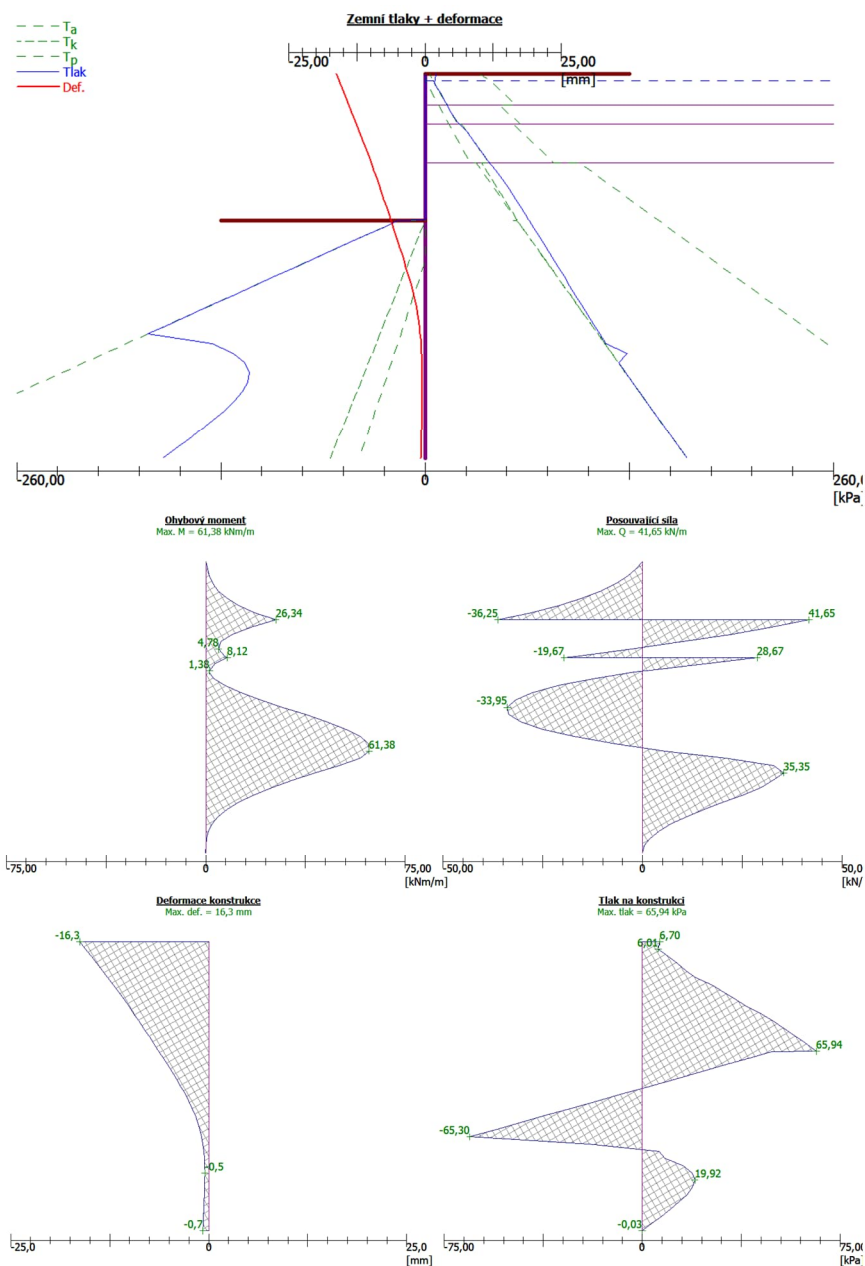 Zemní tlaky + deformace
Ta
Tk
Tp
Tlak
Def.
-25,00
0
25,00
[mm]
-260,00
0
260,0
[kPa]
Ohybový moment
Max. M = 61,38 kNm/m
26,34
4,78
8,12
1,38
61,38
-75,00
0
75,00
[kNm/m]
Posouvající síla
Max. Q = 41,65 kN/m
-36,25
41,65
-19,67
28,67
-33,95
35,35
-50,00
0
50,0
[kN/
Deformace konstrukce
Max. def. = 16,3 mm
-16,3
-0,5
-0,7
-25,0
0
25,0
[mm]
Tlak na konstrukci
Max. tlak = 65,94 kPa
6,01
6,70
65,94
-65,30
19,92
-0,03
-75,00
0
75,00
[kPa